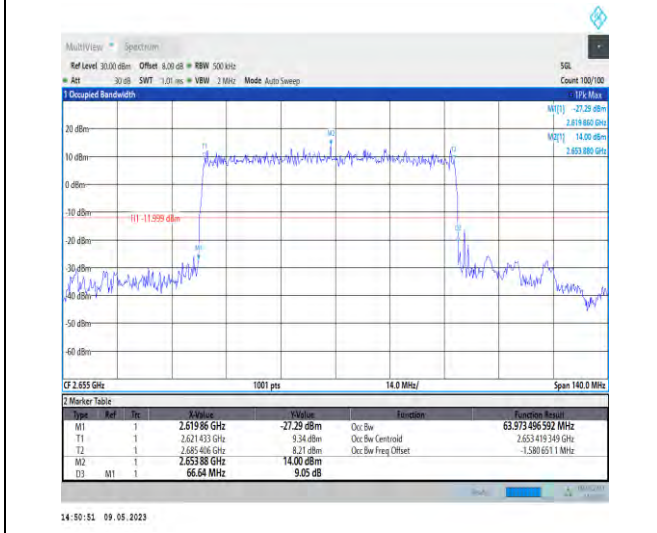 MultiView Spectrum
Ref Level 30.00 dBm Offset 8.00 dB RBW 500 kHz SGL
Att 30 dB SWT 1.01 ms VBW 2 MHz Mode Auto Sweep Count 100/100
1 Occupied Bandwidth 1Pk Max
M1[1] -27.29 dBm
2.619 860 GHz
M2[1] 14.00 dBm
2.653 880 GHz
20 dBm
M2
T1
T2
10 dBm
0 dBm
-10 dBm
H1 -11.999 dBm
D3
-20 dBm
M1
-30 dBm
-40 dBm
-50 dBm
-60 dBm
CF 2.655 GHz 1001 pts 14.0 MHz/ Span 140.0 MHz
2 Marker Table
Type Ref Trc X-Value Y-Value Function Function Result
M1 1 2.619 86 GHz -27.29 dBm Occ Bw 63.973 496 592 MHz
T1 1 2.621 433 GHz 9.34 dBm Occ Bw Centroid 2.653 419 349 GHz
T2 1 2.685 406 GHz 8.21 dBm Occ Bw Freq Offset -1.580 651 1 MHz
M2 1 2.653 88 GHz 14.00 dBm
D3 M1 1 66.64 MHz 9.05 dB
14:50:51 09.05.2023